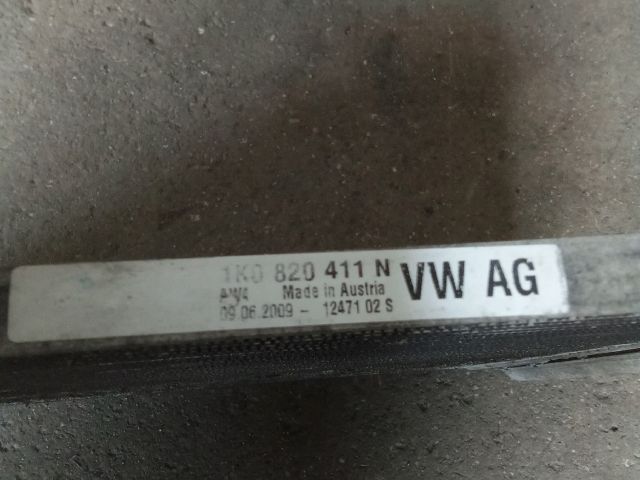 1K0 820 411 N VW AG
Made in Austria
09.06.2009 - 12471 02 S